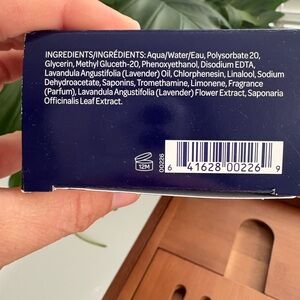 INGREDIENTS/INGRÉDIENTS: Aqua/Water/Eau, Polysorbate 20,
Glycerin, Methyl Gluceth-20, Phenoxyethanol, Disodium EDTA,
Lavandula Angustifolia (Lavender) Oil, Chlorphenesin, Linalool, Sodium
Dehydroacetate, Saponins, Tromethamine, Limonene, Fragrance
(Parfum), Lavandula Angustifolia (Lavender) Flower Extract, Saponaria
Officinalis Leaf Extract.
12M
00226
6 41628 00226 9